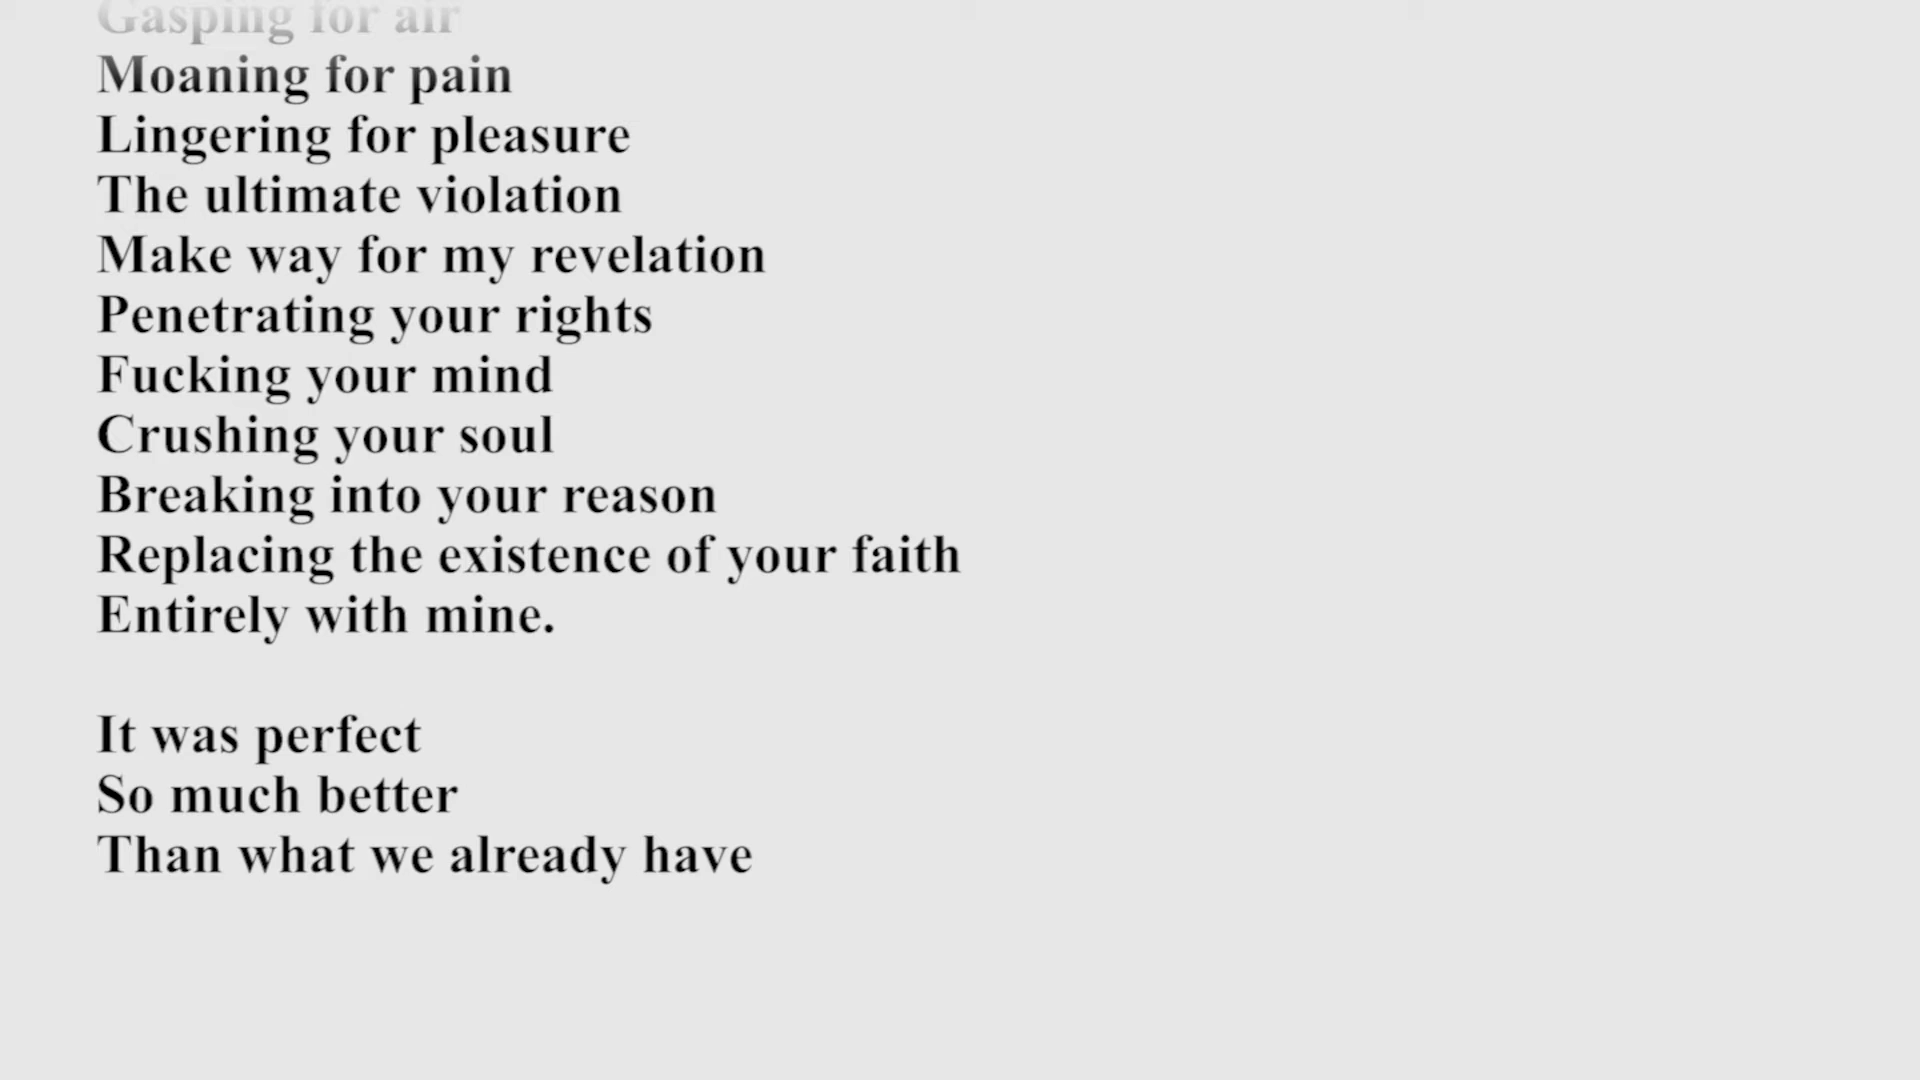 Gasping for air
Moaning for pain
Lingering for pleasure
The ultimate violation
Make way for my revelation
Penetrating your rights
Fucking your mind
Crushing your soul
Breaking into your reason
Replacing the existence of your faith
Entirely with mine.
It was perfect
So much better
Than what we already have